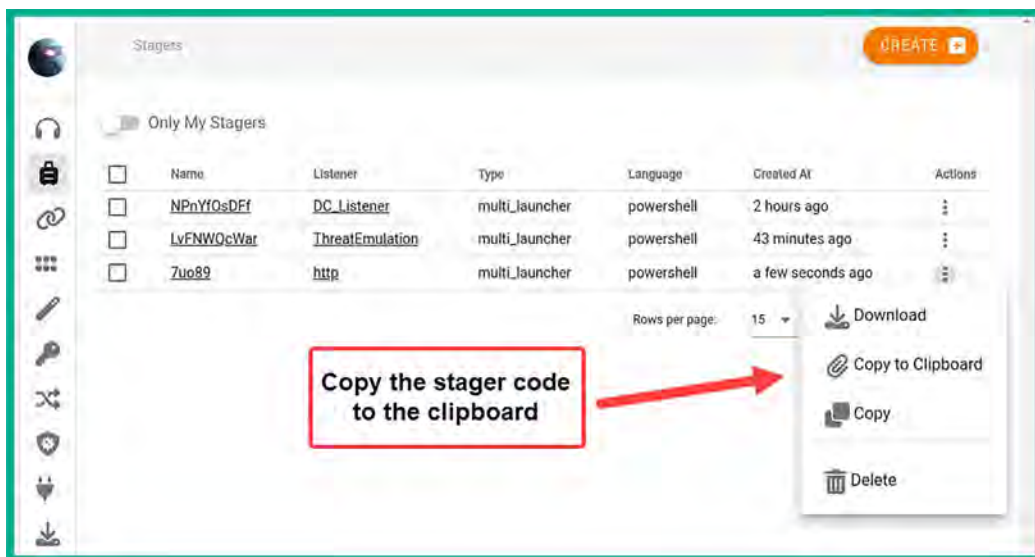 Stagers
CREATE
Only My Stagers
Name Listener Type Language Created At Actions
NPnYfOsDFf DC_Listener multi_launcher powershell 2 hours ago
LvFNWQcWar ThreatEmulation multi_launcher powershell 43 minutes ago
7uo89 http multi_launcher powershell a few seconds ago
Rows per page: 15
Download
Copy to Clipboard
Copy
Delete
Copy the stager code
to the clipboard